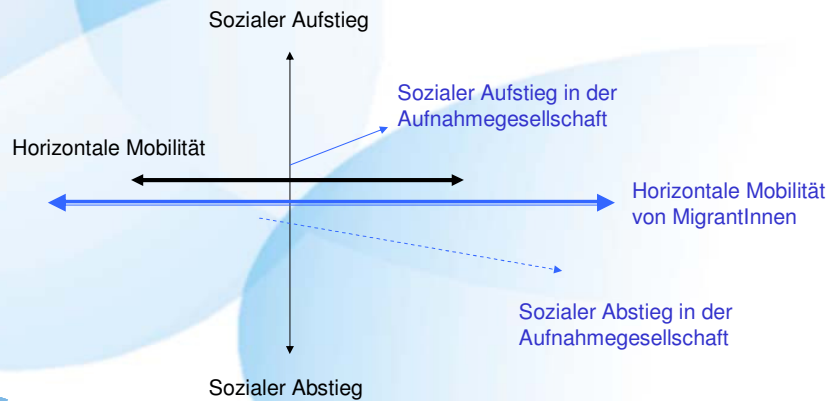 Sozialer Aufstieg
Sozialer Aufstieg in der
Aufnahmegesellschaft
Horizontale Mobilität
Horizontale Mobilität
von MigrantInnen
Sozialer Abstieg in der
Aufnahmegesellschaft
Sozialer Abstieg